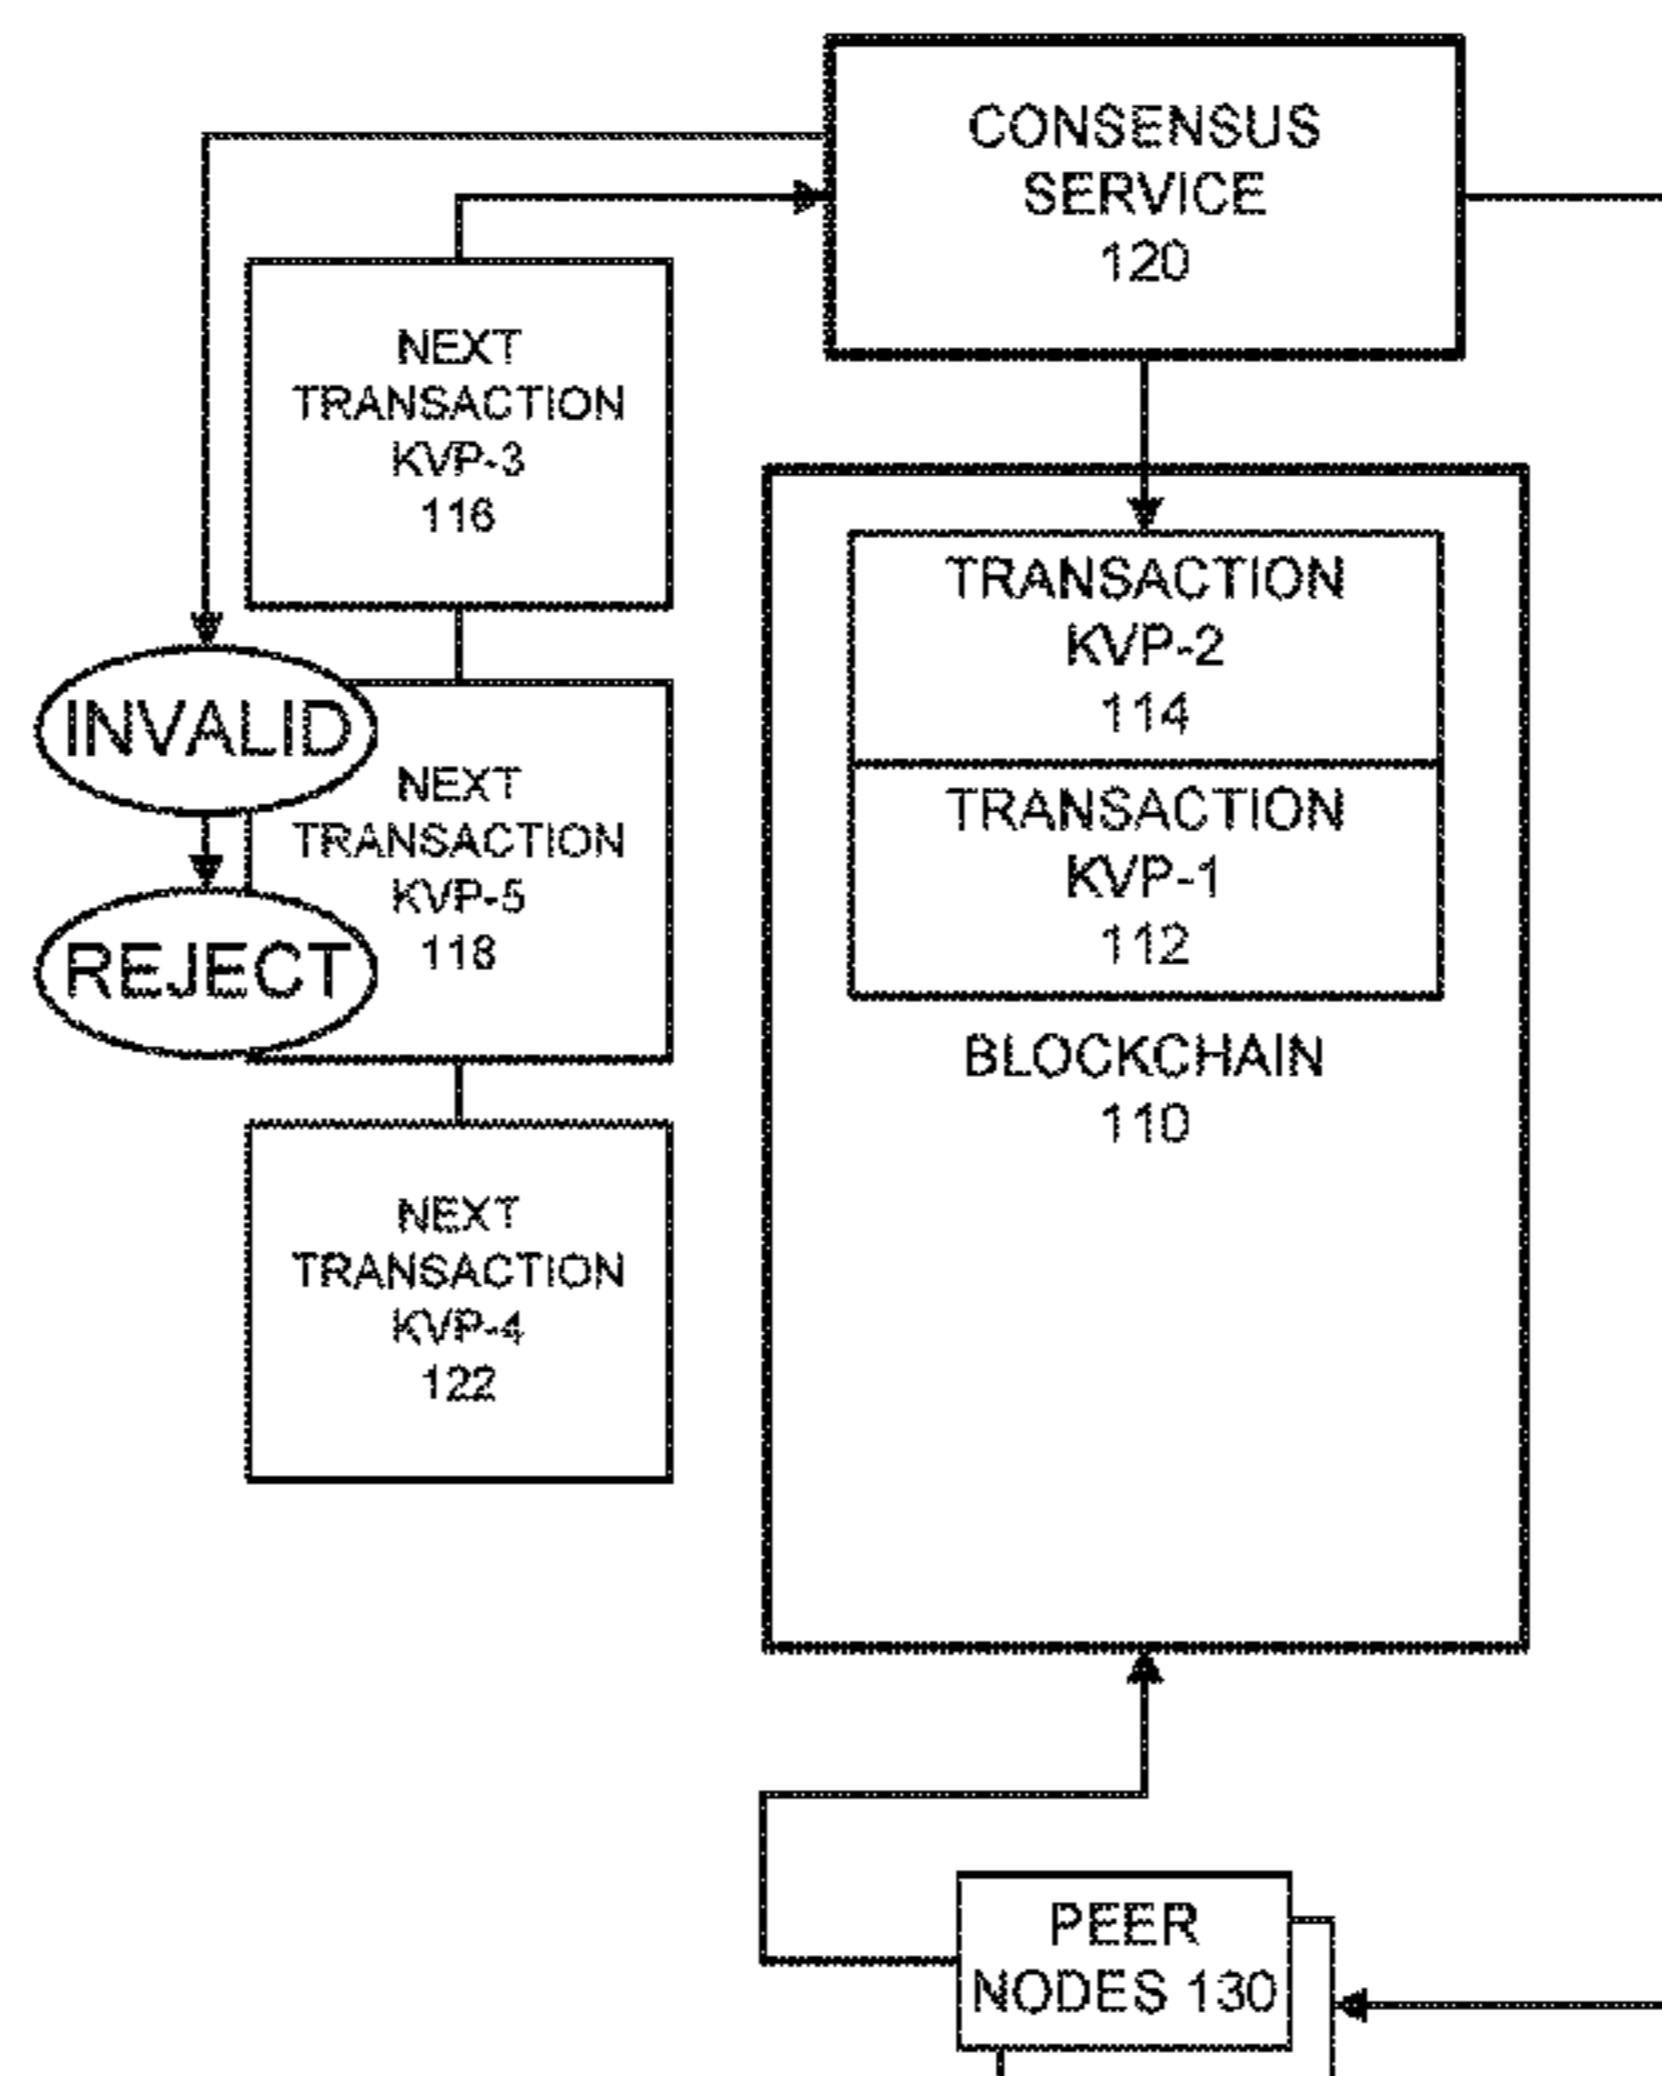 CONSENSUS
SERVICE
120
NEXT
TRANSACTION
KVP-3
116
TRANSACTION
KVP-2
114
INVALID
NEXT
TRANSACTION
KVP-5
118
REJECT
TRANSACTION
KVP-1
112
BLOCKCHAIN
110
NEXT
TRANSACTION
KVP-4
122
PEER
NODES 130